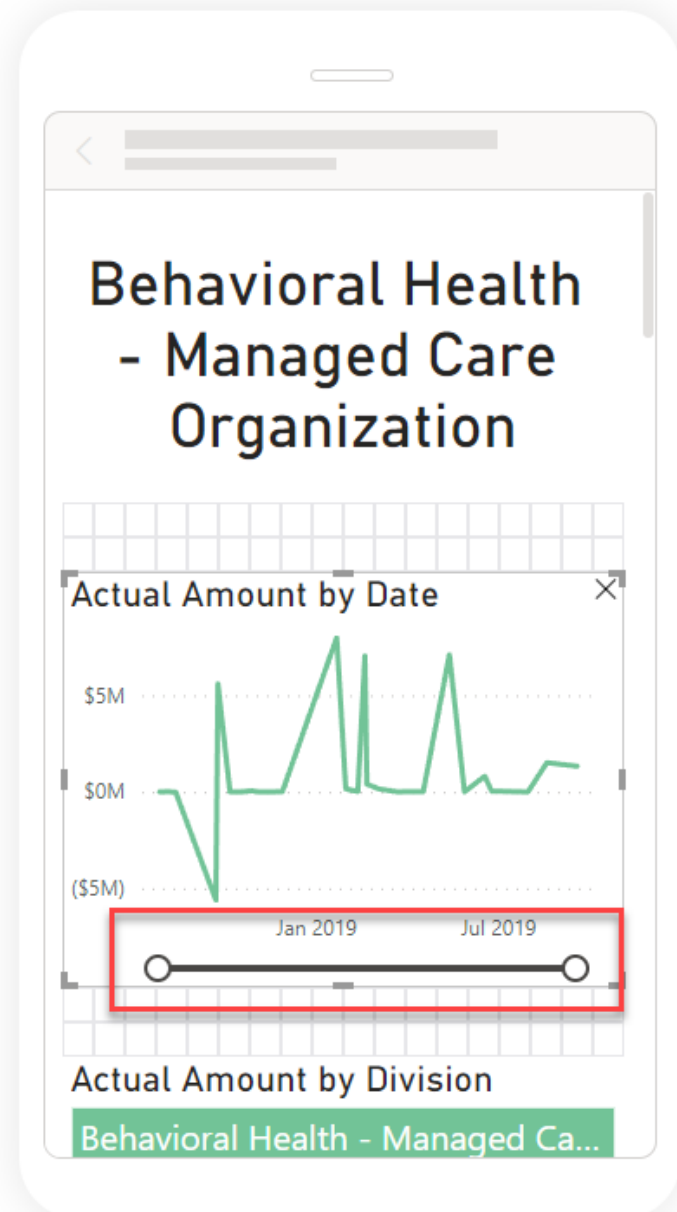 Behavioral Health
- Managed Care
Organization
Actual Amount by Date
$5M
$0M
($5M)
Jan 2019 Jul 2019
Actual Amount by Division
Behavioral Health - Managed Ca...